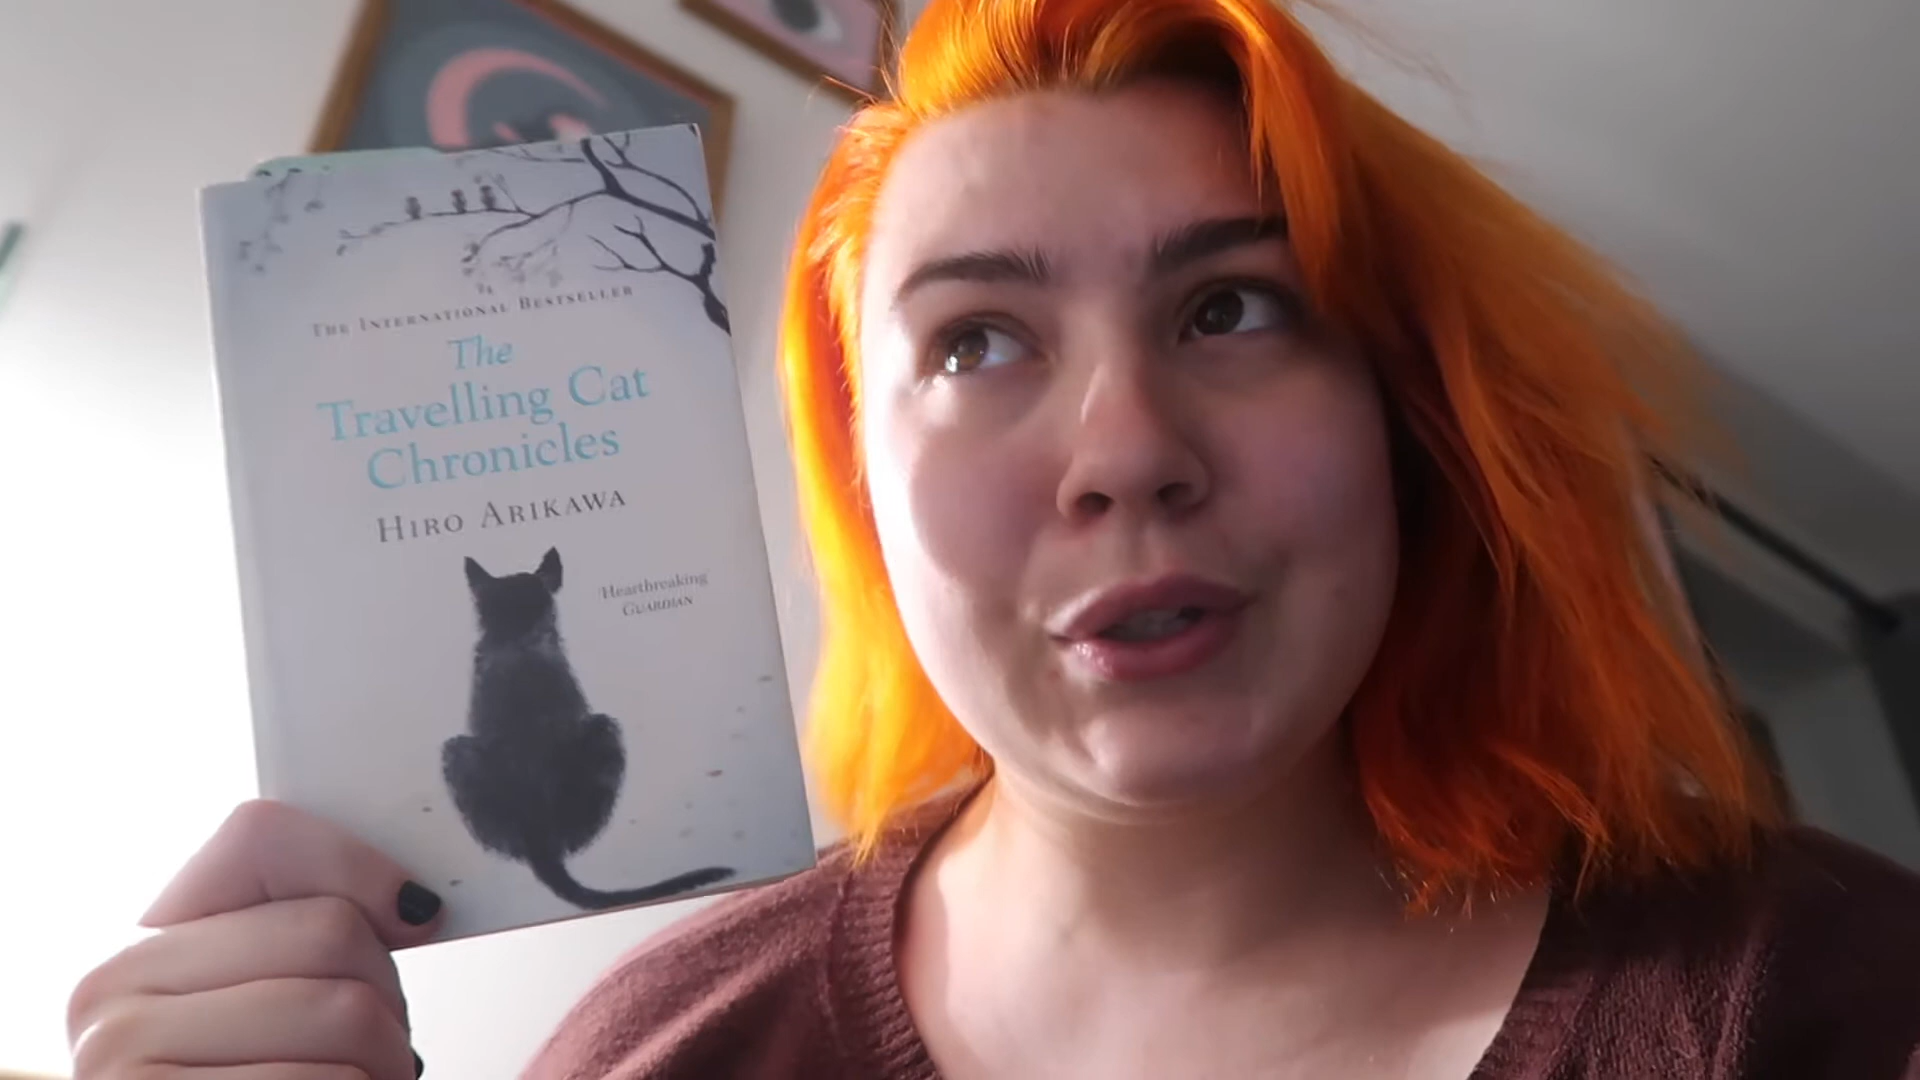 THE INTERNATIONAL BESTSELLER
The
Travelling Cat
Chronicles
HIRO ARIKAWA
'Heartbreaking'
GUARDIAN